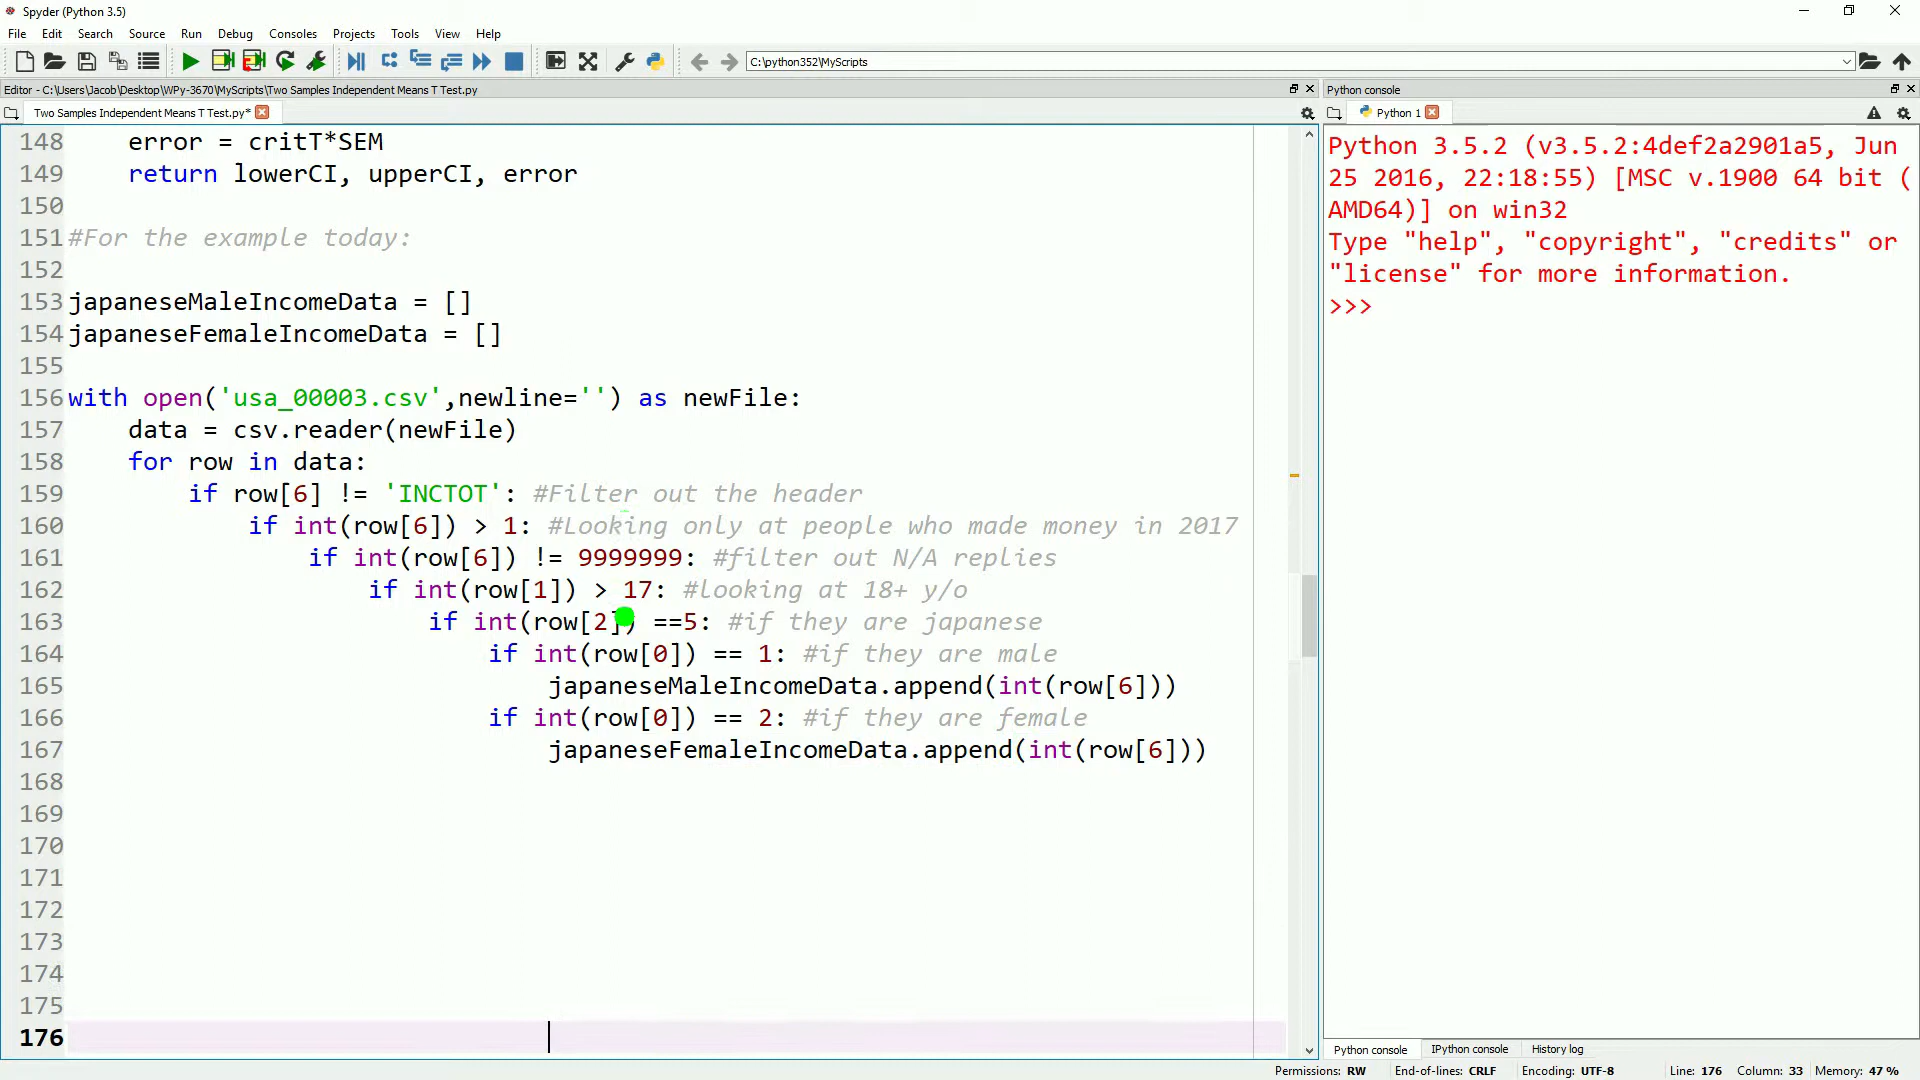 Spyder (Python 3.5)
File Edit Search Source Run Debug Consoles Projects Tools View Help
C:\python352\MyScripts
Editor - C:\Users\Jacob\Desktop\WPy-3670\MyScripts\Two Samples Independent Means T Test.py
Two Samples Independent Means T Test.py*
148 error = critT*SEM
149 return lowerCI, upperCI, error
150
151 #For the example today:
152
153 japaneseMaleIncomeData = []
154 japaneseFemaleIncomeData = []
155
156 with open('usa_00003.csv',newline='') as newFile:
157 data = csv.reader(newFile)
158 for row in data:
159 if row[6] != 'INCTOT': #Filter out the header
160 if int(row[6]) > 1: #Looking only at people who made money in 2017
161 if int(row[6]) != 9999999: #filter out N/A replies
162 if int(row[1]) > 17: #looking at 18+ y/o
163 if int(row[2]) ==5: #if they are japanese
164 if int(row[0]) == 1: #if they are male
165 japaneseMaleIncomeData.append(int(row[6]))
166 if int(row[0]) == 2: #if they are female
167 japaneseFemaleIncomeData.append(int(row[6]))
168
169
170
171
172
173
174
175
176
Python console
Python 1
Python 3.5.2 (v3.5.2:4def2a2901a5, Jun
25 2016, 22:18:55) [MSC v.1900 64 bit (
AMD64)] on win32
Type "help", "copyright", "credits" or
"license" for more information.
>>>
Python console IPython console History log
Permissions: RW End-of-lines: CRLF Encoding: UTF-8 Line: 176 Column: 33 Memory: 47 %